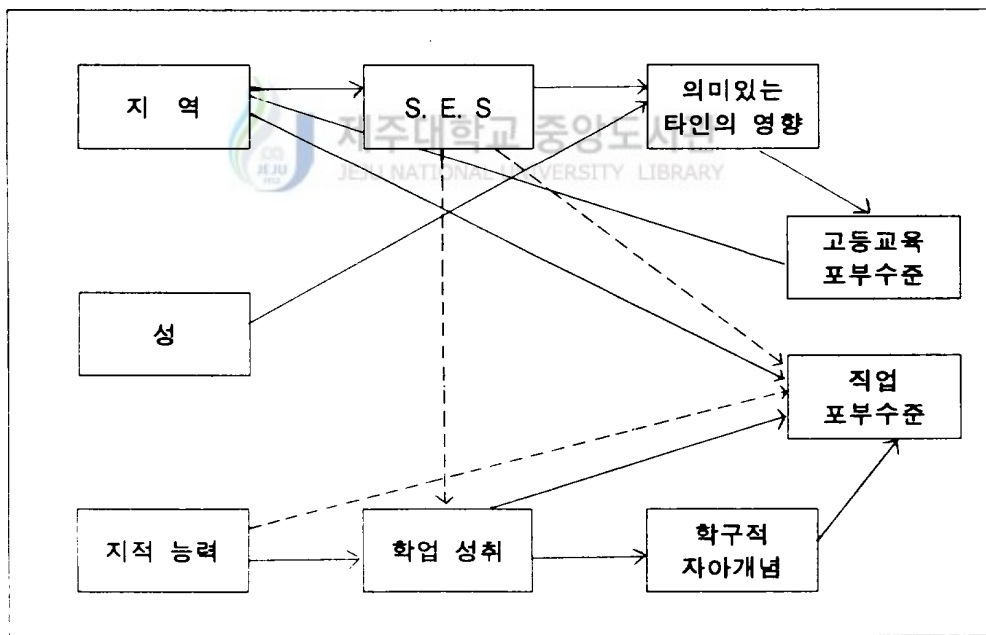 지 역
S. E. S
의미있는
타인의 영향
제주대학교 중앙도서관
JEJU NATIONAL UNIVERSITY LIBRARY
JEJU
1952
고등교육
포부수준
성
직업
포부수준
지적 능력
학업 성취
학구적
자아개념